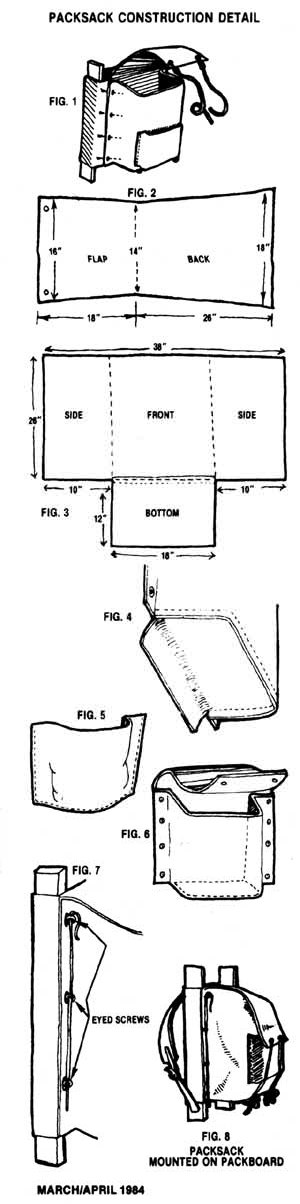 PACKSACK CONSTRUCTION DETAIL
FIG. 1
FIG. 2
16" FLAP 14" BACK 18"
18" 26"
38"
26" SIDE FRONT SIDE
10" 10"
FIG. 3 12" BOTTOM
18"
FIG. 4
FIG. 5
FIG. 6
FIG. 7
EYED SCREWS
FIG. 8
PACKSACK
MOUNTED ON PACKBOARD
MARCH/APRIL 1984